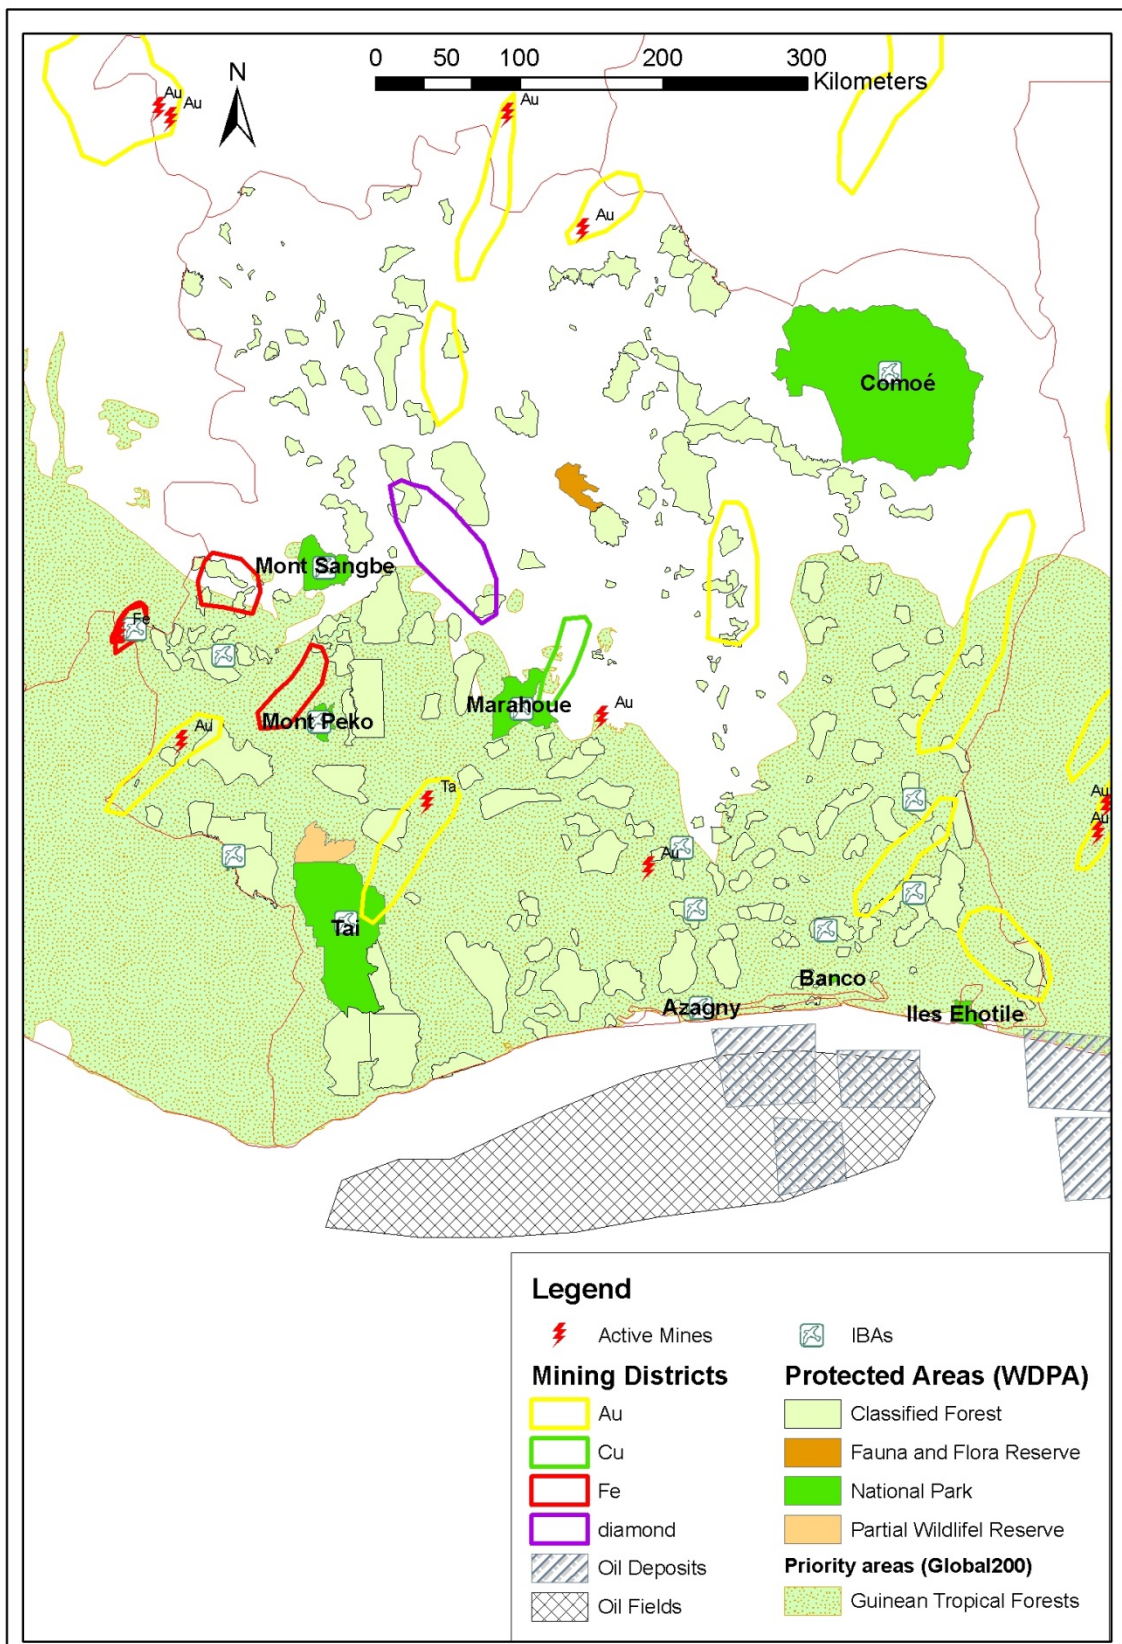 0 50 100 200 300
Kilometers
N
Au
Au
Au
Au
Comoé
Mont Sangbe
Fe
Marahoue
Au
Mont Peko
Au
Ta
Au
Au
Au
Tai
Banco
Azagny
Iles Ehotile
Legend
Active Mines
IBAs
Mining Districts
Protected Areas (WDPA)
Au
Classified Forest
Cu
Fauna and Flora Reserve
Fe
National Park
diamond
Partial Wildlifel Reserve
Oil Deposits
Priority areas (Global200)
Oil Fields
Guinean Tropical Forests